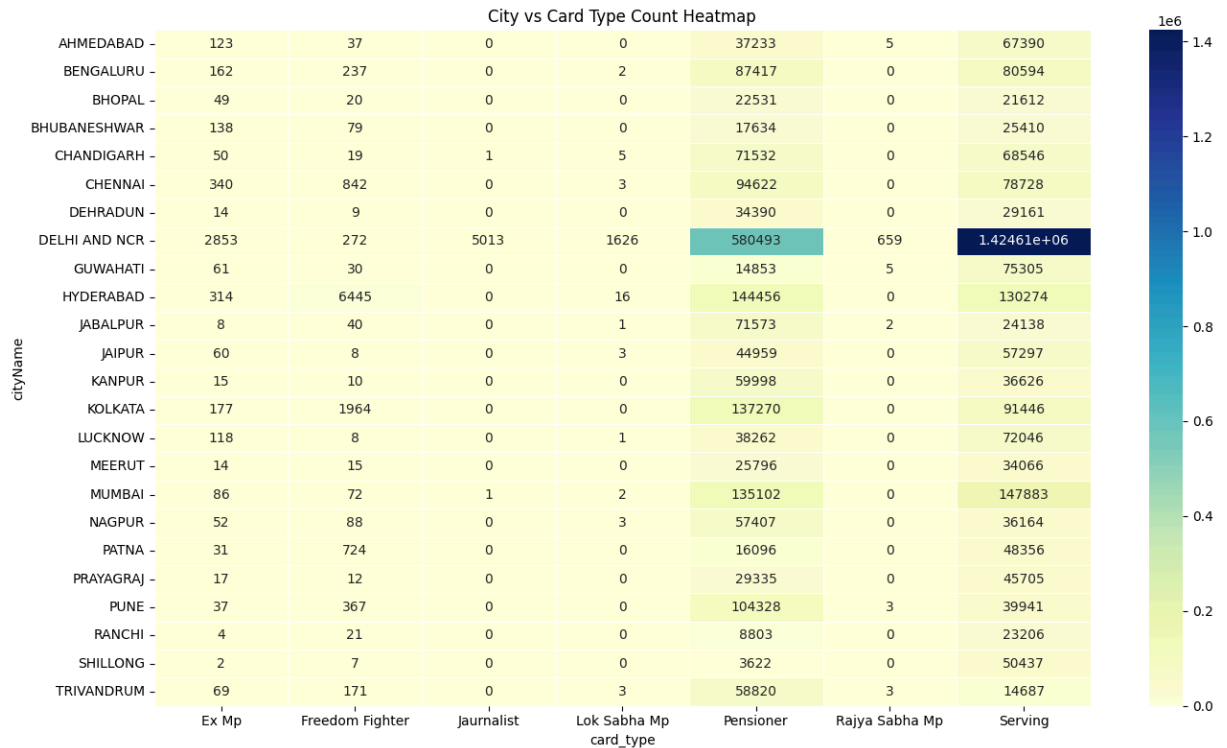 City vs Card Type Count Heatmap
1e6
AHMEDABAD 123 37 0 0 37233 5 67390
BENGALURU 162 237 0 2 87417 0 80594
BHOPAL 49 20 0 0 22531 0 21612
BHUBANESHWAR 138 79 0 0 17634 0 25410
CHANDIGARH 50 19 1 5 71532 0 68546
CHENNAI 340 842 0 3 94622 0 78728
DEHRADUN 14 9 0 0 34390 0 29161
DELHI AND NCR 2853 272 5013 1626 580493 659 1.42461e+06
GUWAHATI 61 30 0 0 14853 5 75305
HYDERABAD 314 6445 0 16 144456 0 130274
JABALPUR 8 40 0 1 71573 2 24138
JAIPUR 60 8 0 3 44959 0 57297
KANPUR 15 10 0 0 59998 0 36626
KOLKATA 177 1964 0 0 137270 0 91446
LUCKNOW 118 8 0 1 38262 0 72046
MEERUT 14 15 0 0 25796 0 34066
MUMBAI 86 72 1 2 135102 0 147883
NAGPUR 52 88 0 3 57407 0 36164
PATNA 31 724 0 0 16096 0 48356
PRAYAGRAJ 17 12 0 0 29335 0 45705
PUNE 37 367 0 0 104328 3 39941
RANCHI 4 21 0 0 8803 0 23206
SHILLONG 2 7 0 0 3622 0 50437
TRIVANDRUM 69 171 0 3 58820 3 14687
Ex Mp Freedom Fighter Jaurnalist Lok Sabha Mp Pensioner Rajya Sabha Mp Serving
card_type
cityName
1.4
1.2
1.0
0.8
0.6
0.4
0.2
0.0